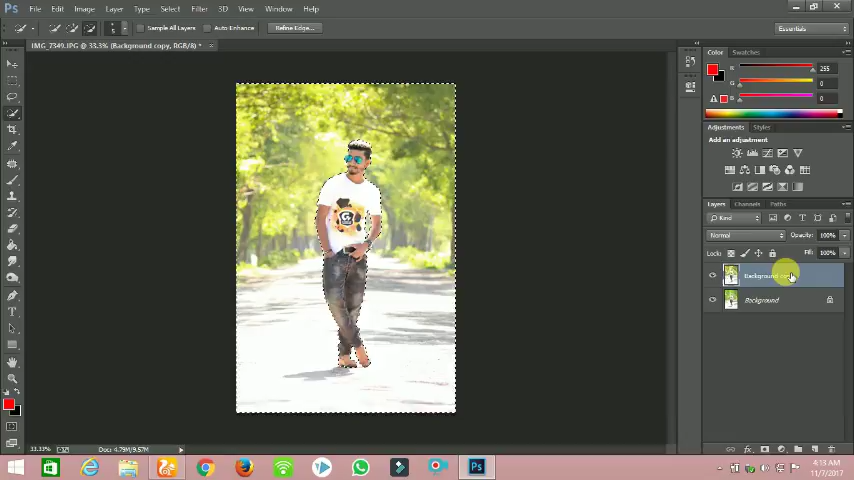 Ps File Edit Image Layer Type Select Filter 3D View Window Help
Sample All Layers Auto Enhance Refine Edge... Essentials
IMG_7349.JPG @ 33.3% (Background copy, RGB/8) *
Color Swatches
R 255
G 0
B 0
Adjustments Styles
Add an adjustment
Layers Channels Paths
Kind
Normal Opacity: 100%
Lock: Fill: 100%
Background
Background
G
33.33% Doc: 4.79M/9.57M
Ps
4:13 AM
11/7/2017